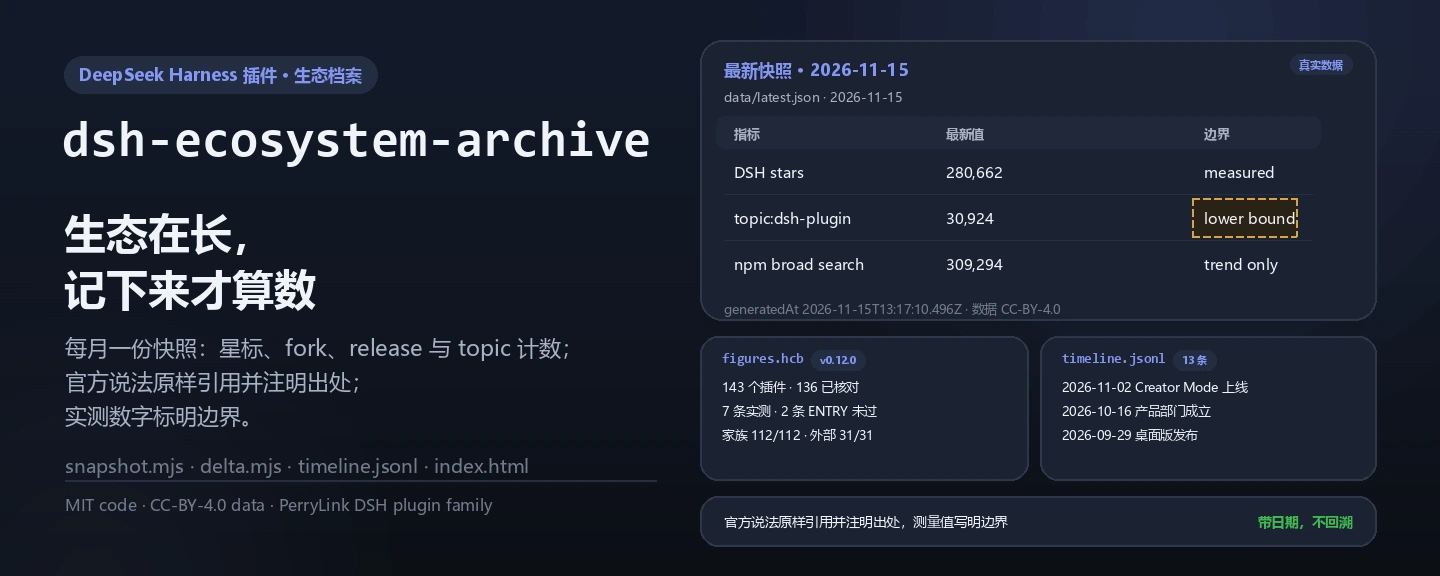 DeepSeek Harness 插件・生态档案
dsh-ecosystem-archive
生态在长，
记下来才算数
每月一份快照：星标、fork、release 与 topic 计数；
官方说法原样引用并注明出处；
实测数字标明边界。
snapshot.mjs · delta.mjs · timeline.jsonl · index.html
MIT code · CC-BY-4.0 data · PerryLink DSH plugin family
最新快照・2026-11-15
真实数据
data/latest.json · 2026-11-15
指标 最新值 边界
DSH stars 280,662 measured
topic:dsh-plugin 30,924 lower bound
npm broad search 309,294 trend only
generatedAt 2026-11-15T13:17:10.496Z · 数据 CC-BY-4.0
figures.hcb v0.12.0
143 个插件 · 136 已核对
7 条实测 · 2 条 ENTRY 未过
家族 112/112 · 外部 31/31
timeline.jsonl 13 条
2026-11-02 Creator Mode 上线
2026-10-16 产品部门成立
2026-09-29 桌面版发布
官方说法原样引用并注明出处，测量值写明边界
带日期，不回溯